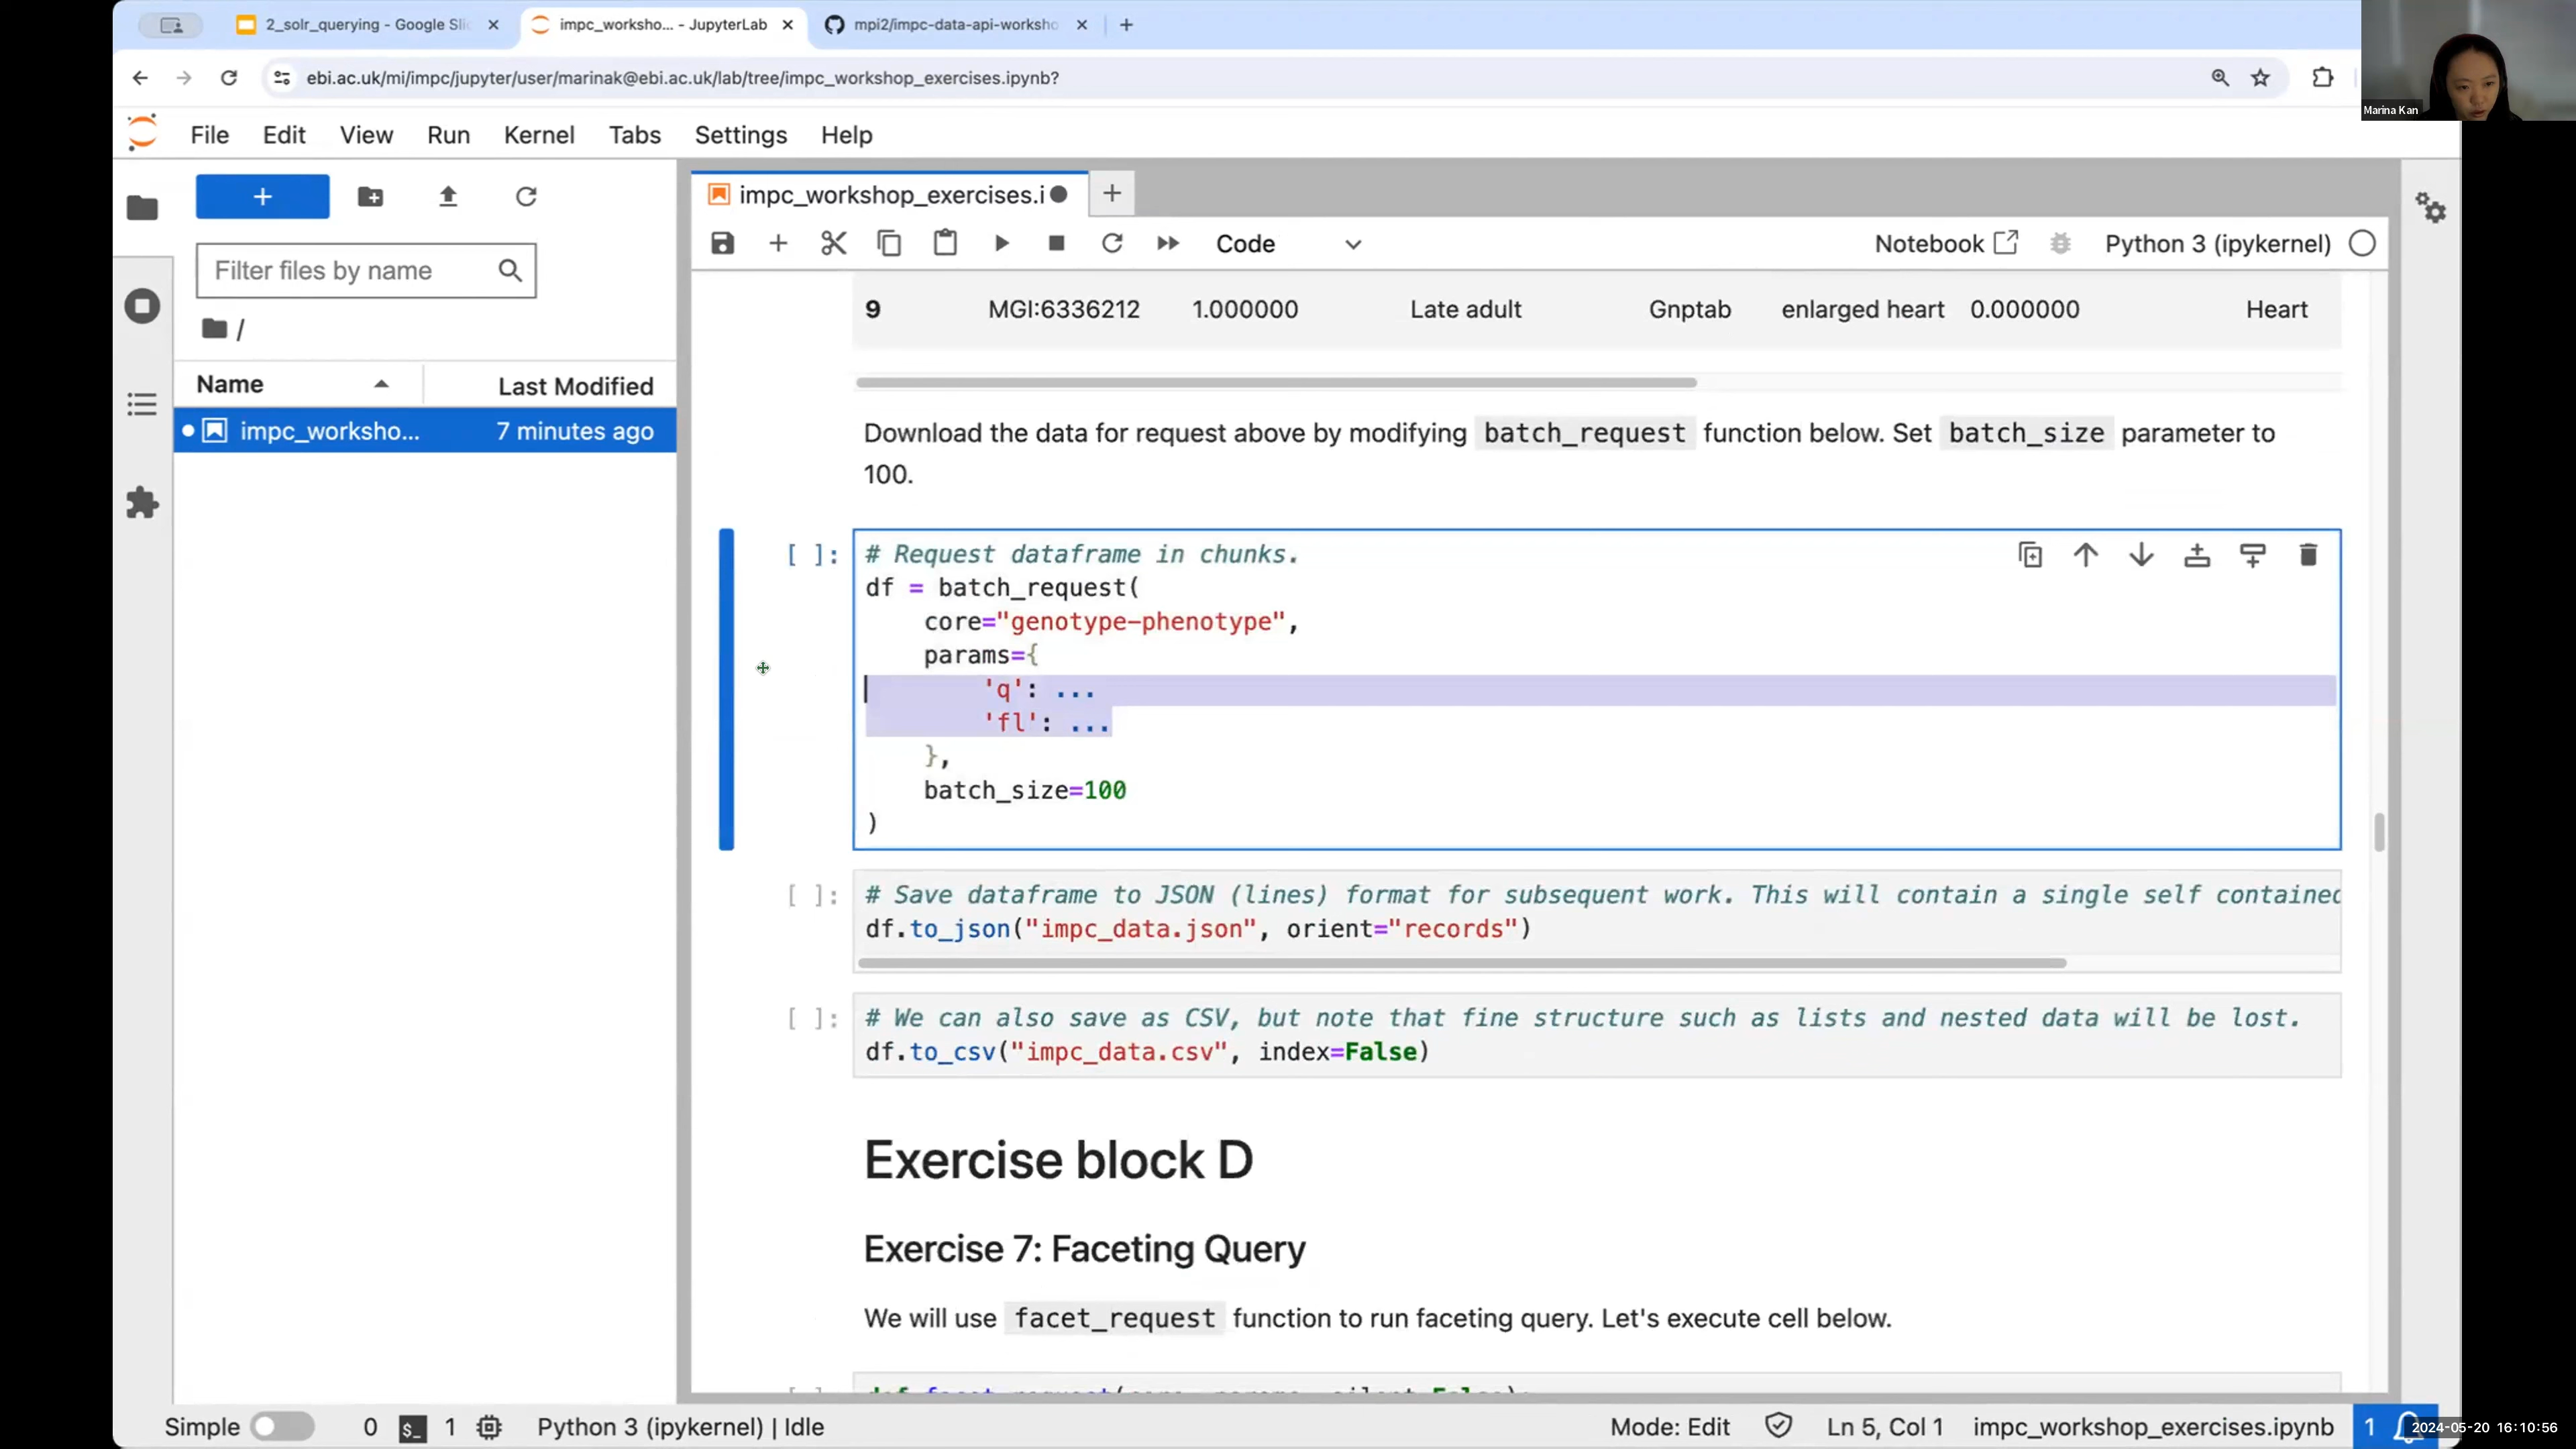 2_solr_querying - Google Slic
impc_worksho... - JupyterLab
mpi2/impc-data-api-worksho
ebi.ac.uk/mi/impc/jupyter/user/marinak@ebi.ac.uk/lab/tree/impc_workshop_exercises.ipynb?
Marina Kan
File Edit View Run Kernel Tabs Settings Help
Filter files by name
/
Name Last Modified
impc_worksho... 7 minutes ago
impc_workshop_exercises.i
Code
Notebook
Python 3 (ipykernel)
9 MGI:6336212 1.000000 Late adult Gnptab enlarged heart 0.000000 Heart
Download the data for request above by modifying batch_request function below. Set batch_size parameter to
100.
[ ]: # Request dataframe in chunks.
df = batch_request(
core="genotype-phenotype",
params={
'q': ...
'fl': ...
},
batch_size=100
)
[ ]: # Save dataframe to JSON (lines) format for subsequent work. This will contain a single self contained
df.to_json("impc_data.json", orient="records")
[ ]: # We can also save as CSV, but note that fine structure such as lists and nested data will be lost.
df.to_csv("impc_data.csv", index=False)
Exercise block D
Exercise 7: Faceting Query
We will use facet_request function to run faceting query. Let's execute cell below.
Simple 0 $_ 1 Python 3 (ipykernel) | Idle
Mode: Edit Ln 5, Col 1 impc_workshop_exercises.ipynb 1
2024-05-20 16:10:56